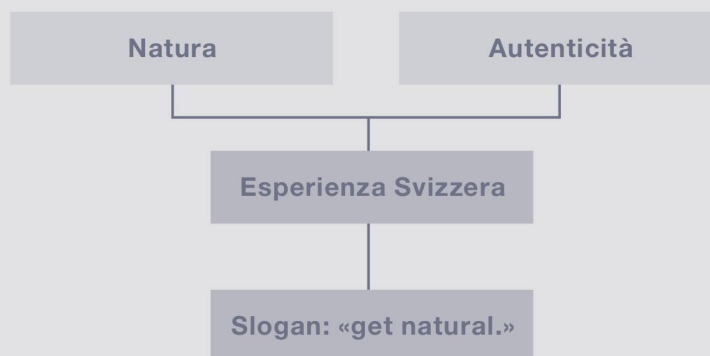 Natura
Autenticità
Esperienza Svizzera
Slogan: «get natural.»